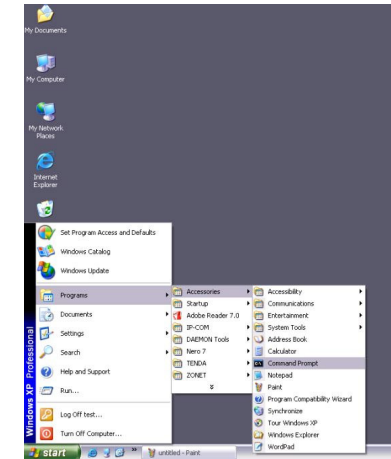 My Documents
My Computer
My Network
Places
Internet
Explorer
Set Program Access and Defaults
Windows Catalog
Windows Update
Programs
Documents
Settings
Search
Help and Support
Run...
Log Off test...
Turn Off Computer...
Windows XP Professional
Accessories
Startup
Adobe Reader 7.0
IP-COM
DAEMON Tools
Nero 7
TENDA
ZONET
Accessibility
Communications
Entertainment
System Tools
Address Book
Calculator
Command Prompt
Notepad
Paint
Program Compatibility Wizard
Synchronize
Tour Windows XP
Windows Explorer
WordPad
start
untitled - Paint